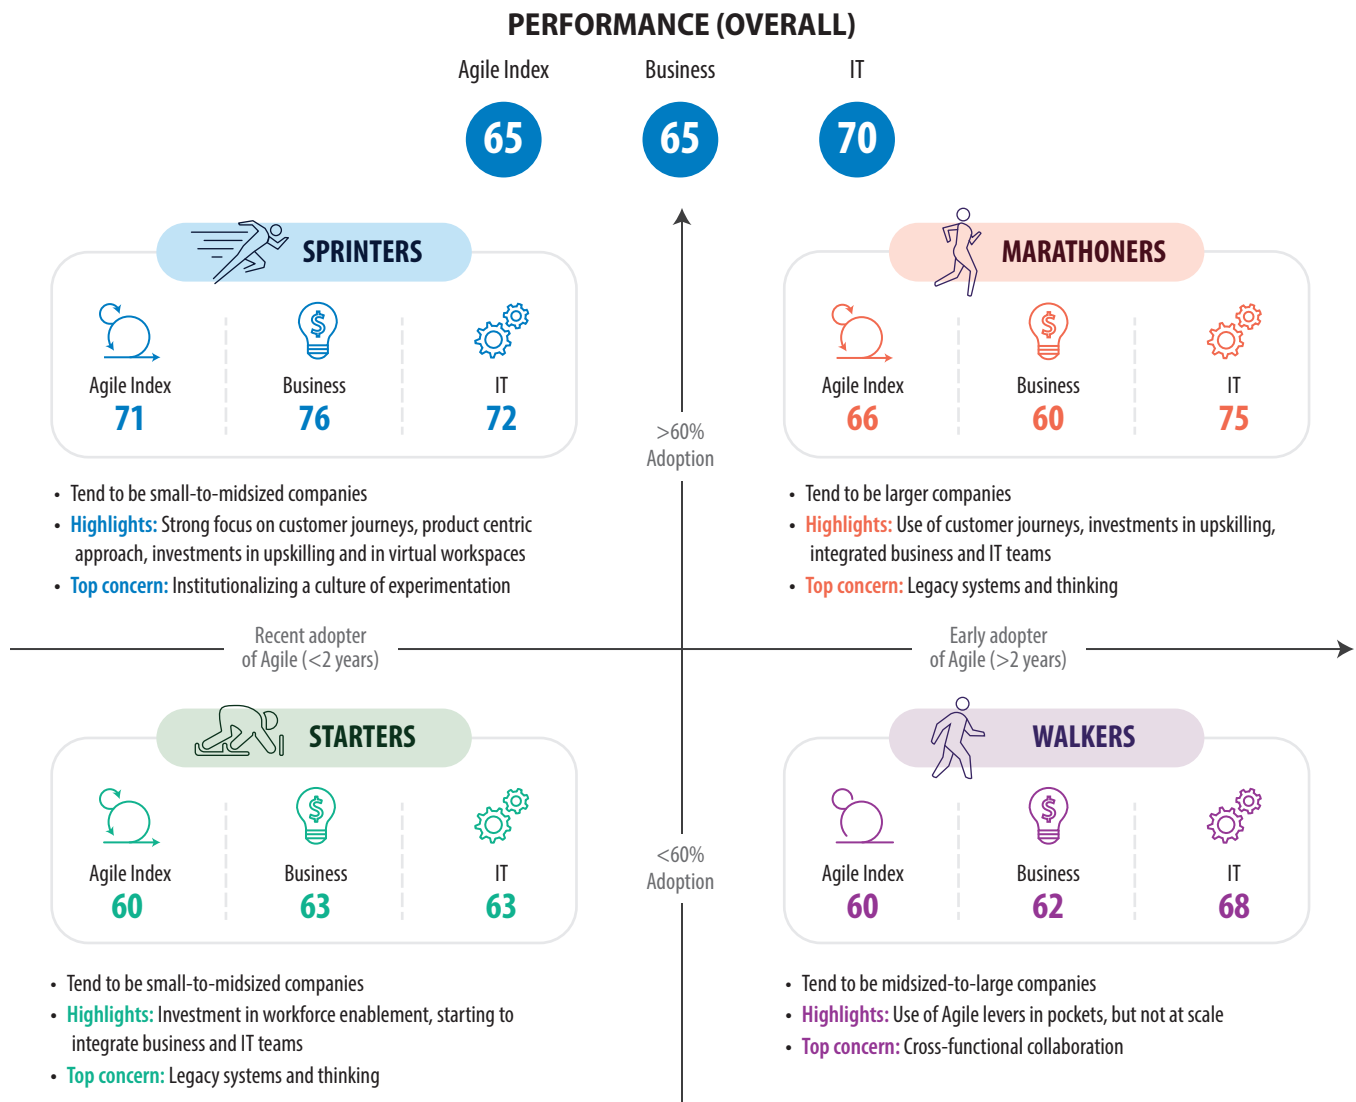 PERFORMANCE (OVERALL)
Agile Index
Business
IT
65
65
70
SPRINTERS
Agile Index
Business
IT
71
76
72
• Tend to be small-to-midsized companies
• Highlights: Strong focus on customer journeys, product centric
approach, investments in upskilling and in virtual workspaces
• Top concern: Institutionalizing a culture of experimentation
MARATHONERS
Agile Index
Business
IT
66
60
75
• Tend to be larger companies
• Highlights: Use of customer journeys, investments in upskilling,
integrated business and IT teams
• Top concern: Legacy systems and thinking
>60%
Adoption
Recent adopter
of Agile (<2 years)
Early adopter
of Agile (>2 years)
STARTERS
Agile Index
Business
IT
60
63
63
• Tend to be small-to-midsized companies
• Highlights: Investment in workforce enablement, starting to
integrate business and IT teams
• Top concern: Legacy systems and thinking
<60%
Adoption
WALKERS
Agile Index
Business
IT
60
62
68
• Tend to be midsized-to-large companies
• Highlights: Use of Agile levers in pockets, but not at scale
• Top concern: Cross-functional collaboration